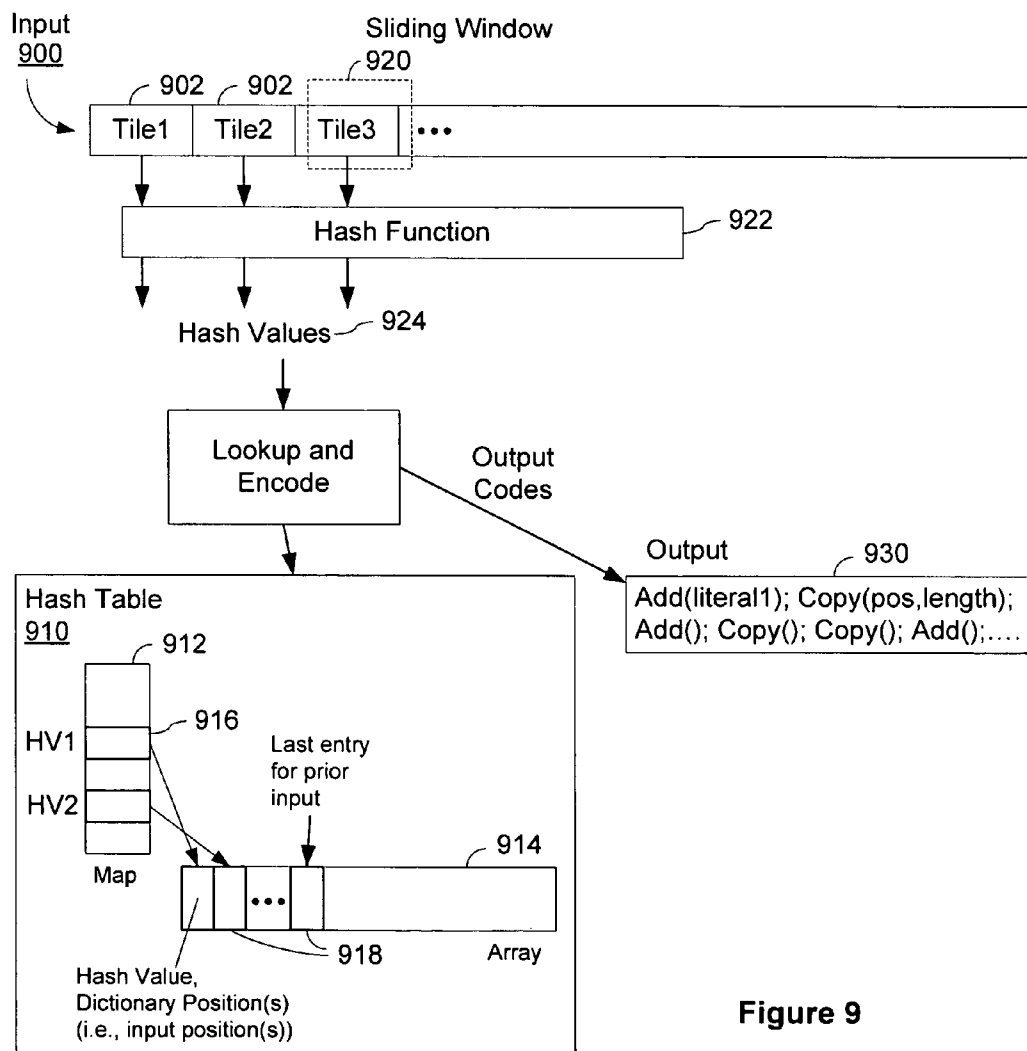 Input
900
Sliding Window
920
902
902
Tile1
Tile2
Tile3
•••
Hash Function
922
Hash Values
924
Lookup and
Encode
Output
Codes
Output
930
Add(literal1); Copy(pos,length);
Add(); Copy(); Copy(); Add();....
Hash Table
910
912
916
HV1
HV2
Map
Last entry
for prior
input
914
•••
918
Array
Hash Value,
Dictionary Position(s)
(i.e., input position(s))
Figure 9